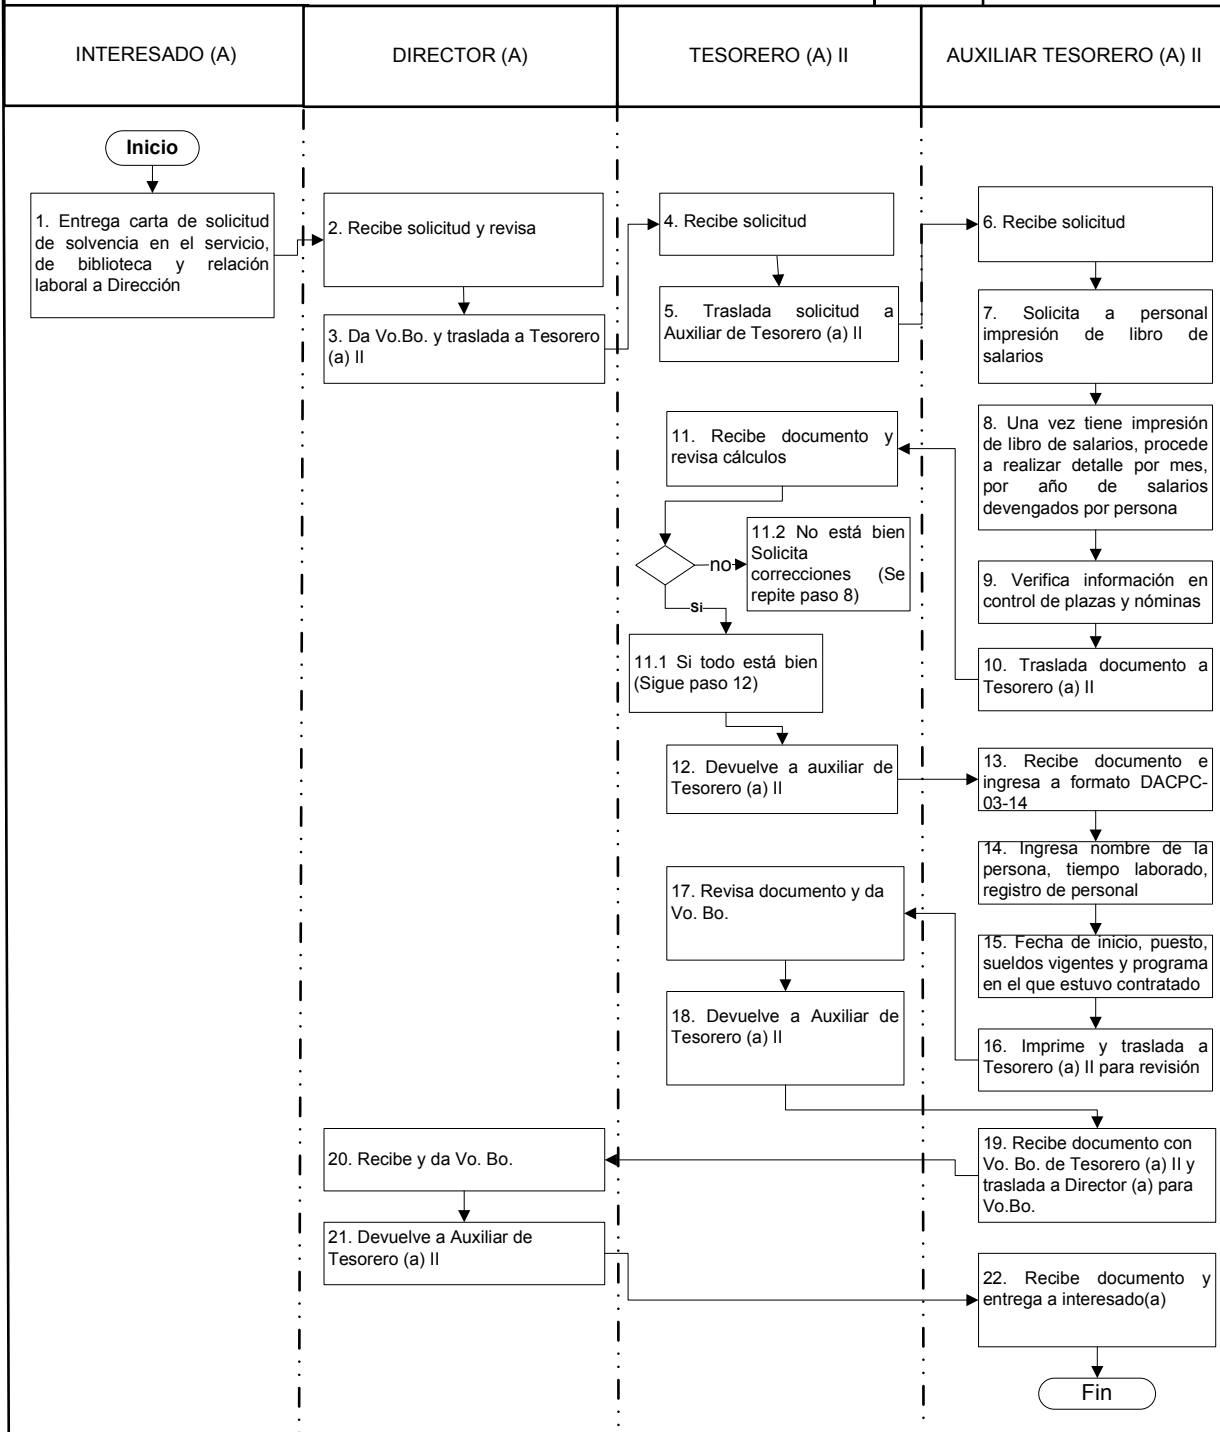 INTERESADO (A)
DIRECTOR (A)
TESORERO (A) II
AUXILIAR TESORERO (A) II
Inicio
1. Entrega carta de solicitud
de solvencia en el servicio,
de biblioteca y relación
laboral a Dirección
2. Recibe solicitud y revisa
3. Da Vo.Bo. y traslada a Tesorero
(a) II
4. Recibe solicitud
5. Traslada solicitud a
Auxiliar de Tesorero (a) II
6. Recibe solicitud
7. Solicita a personal
impresión de libro de
salarios
8. Una vez tiene impresión
de libro de salarios, procede
a realizar detalle por mes,
por año de salarios
devengados por persona
9. Verifica información en
control de plazas y nóminas
10. Traslada documento a
Tesorero (a) II
11. Recibe documento y
revisa cálculos
no
11.2 No está bien
Solicita
correcciones (Se
repite paso 8)
Si
11.1 Si todo está bien
(Sigue paso 12)
12. Devuelve a auxiliar de
Tesorero (a) II
13. Recibe documento e
ingresa a formato DACPC-
03-14
14. Ingresa nombre de la
persona, tiempo laborado,
registro de personal
15. Fecha de inicio, puesto,
sueldos vigentes y programa
en el que estuvo contratado
16. Imprime y traslada a
Tesorero (a) II para revisión
17. Revisa documento y da
Vo. Bo.
18. Devuelve a Auxiliar de
Tesorero (a) II
19. Recibe documento con
Vo. Bo. de Tesorero (a) II y
traslada a Director (a) para
Vo.Bo.
20. Recibe y da Vo. Bo.
21. Devuelve a Auxiliar de
Tesorero (a) II
22. Recibe documento y
entrega a interesado(a)
Fin